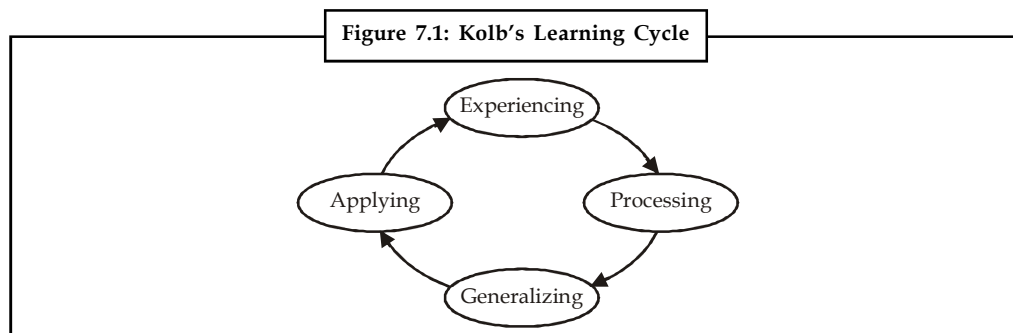 Figure 7.1: Kolb's Learning Cycle
Experiencing
Applying
Processing
Generalizing